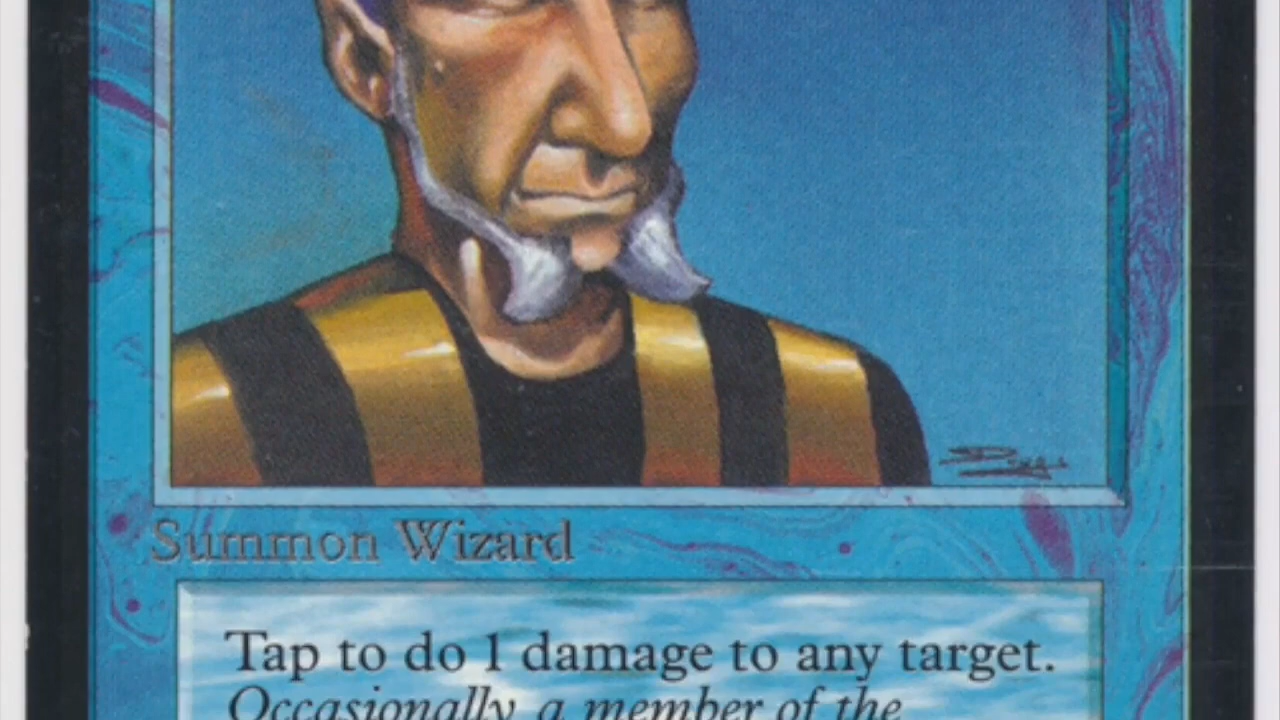 Summon Wizard
Tap to do 1 damage to any target.
Occasionally, a member of the